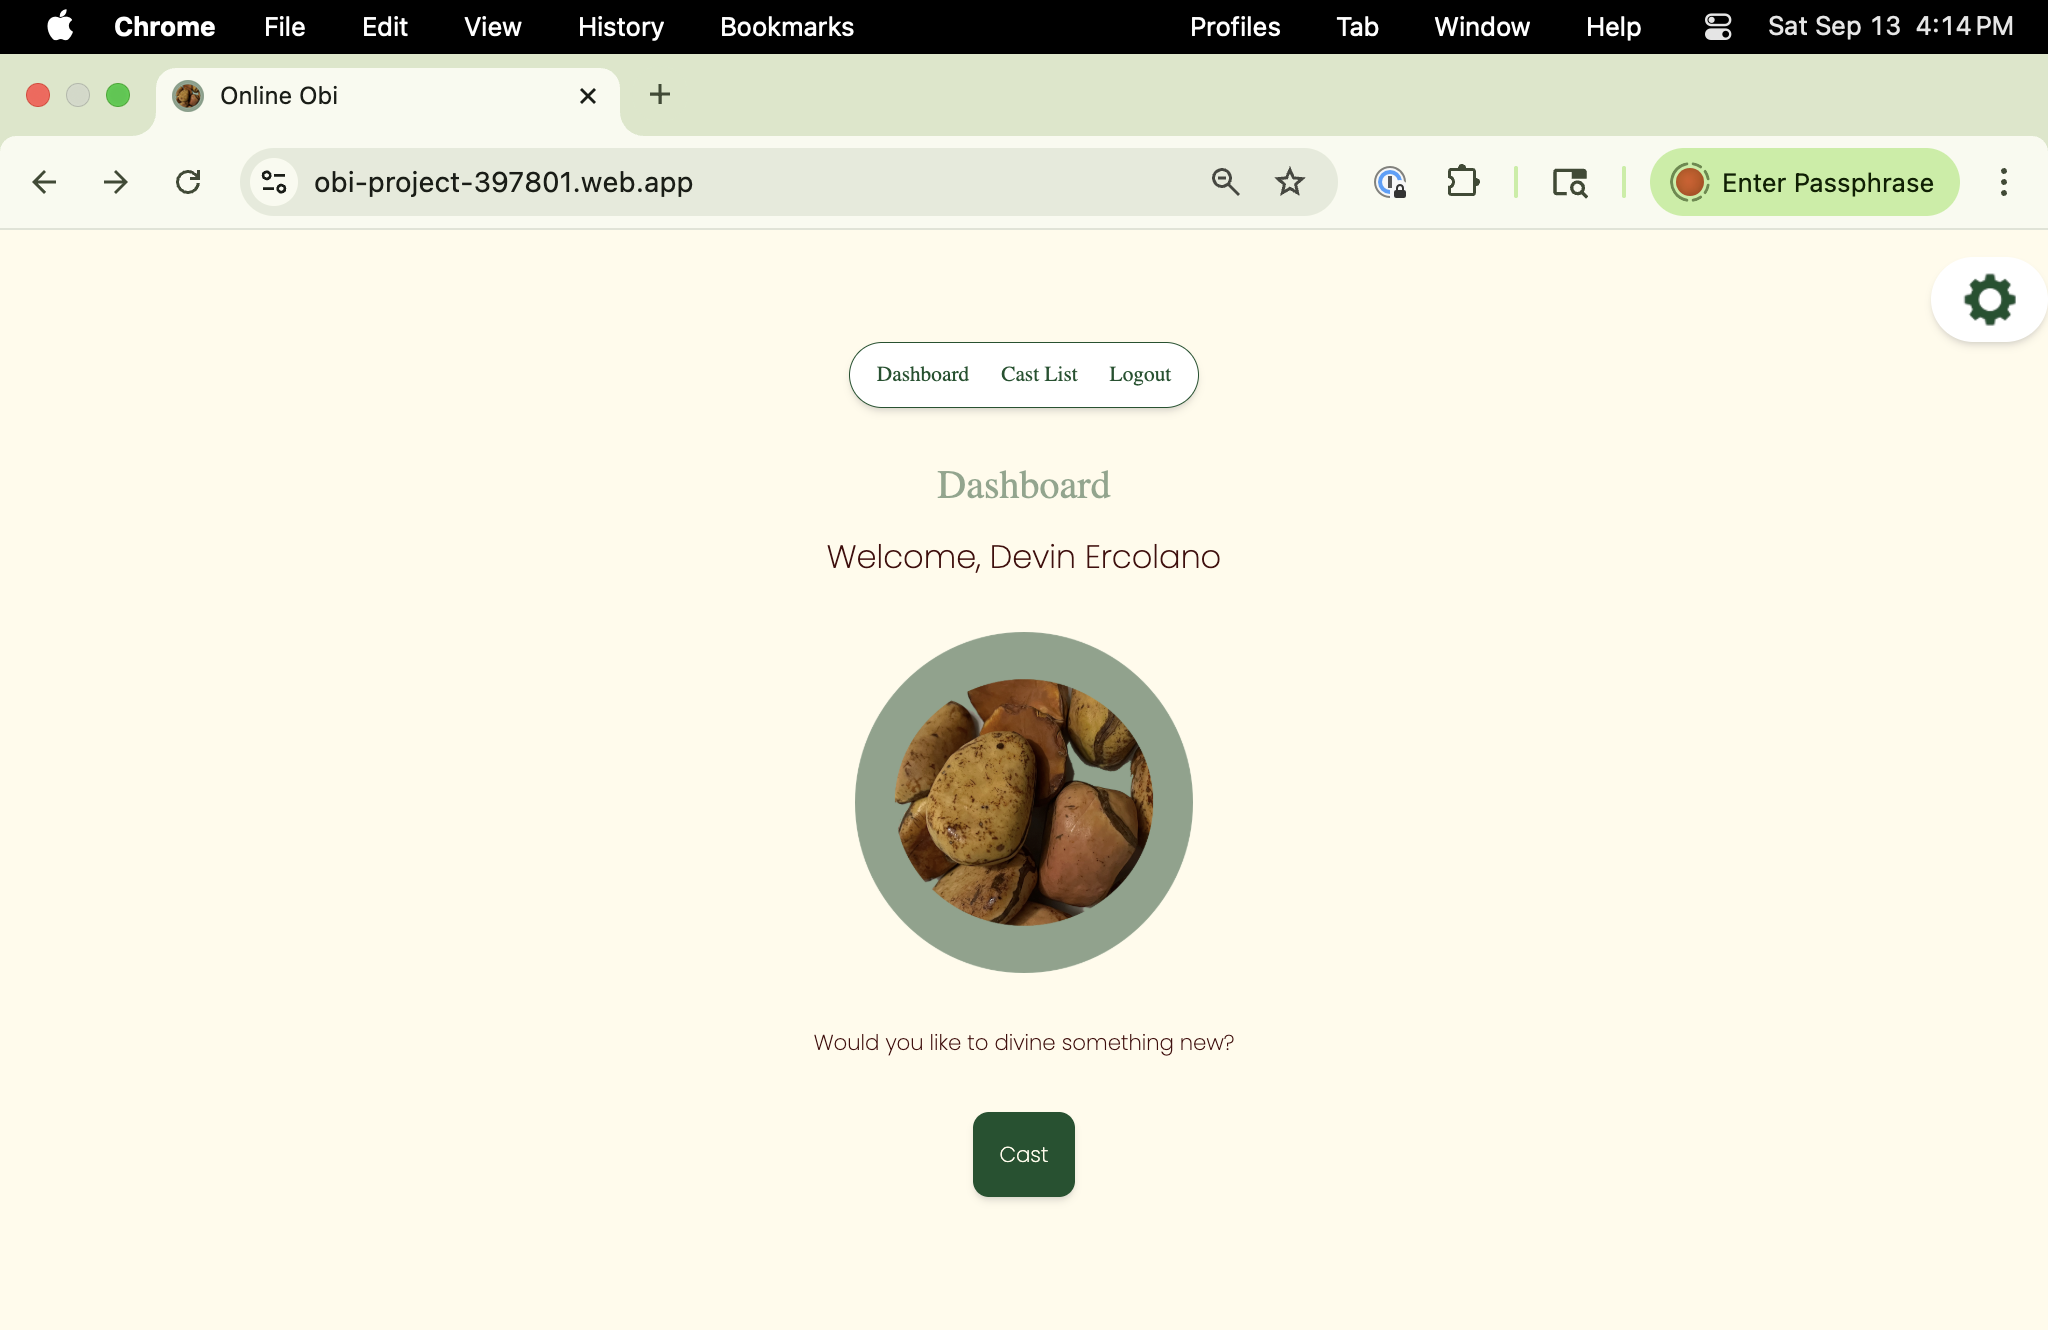 Chrome File Edit View History Bookmarks Profiles Tab Window Help Sat Sep 13 4:14 PM
Online Obi
obi-project-397801.web.app Enter Passphrase
Dashboard Cast List Logout
Dashboard
Welcome, Devin Ercolano
Would you like to divine something new?
Cast